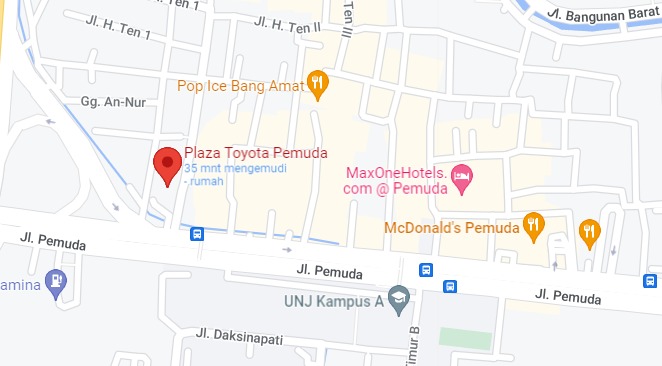 Jl. H. Ten 1
Jl. H. Ten II
Ten III
Jl. Bangunan Barat
Ten 1
Pop Ice Bang Amat
Gg. An-Nur
Plaza Toyota Pemuda
35 mnt mengemudi
- rumah
MaxOneHotels.
com @ Pemuda
McDonald's Pemuda
Jl. Pemuda
Jl. Pemuda
Jl. Pemuda
amina
UNJ Kampus A
Jl. Daksinapati
imur B